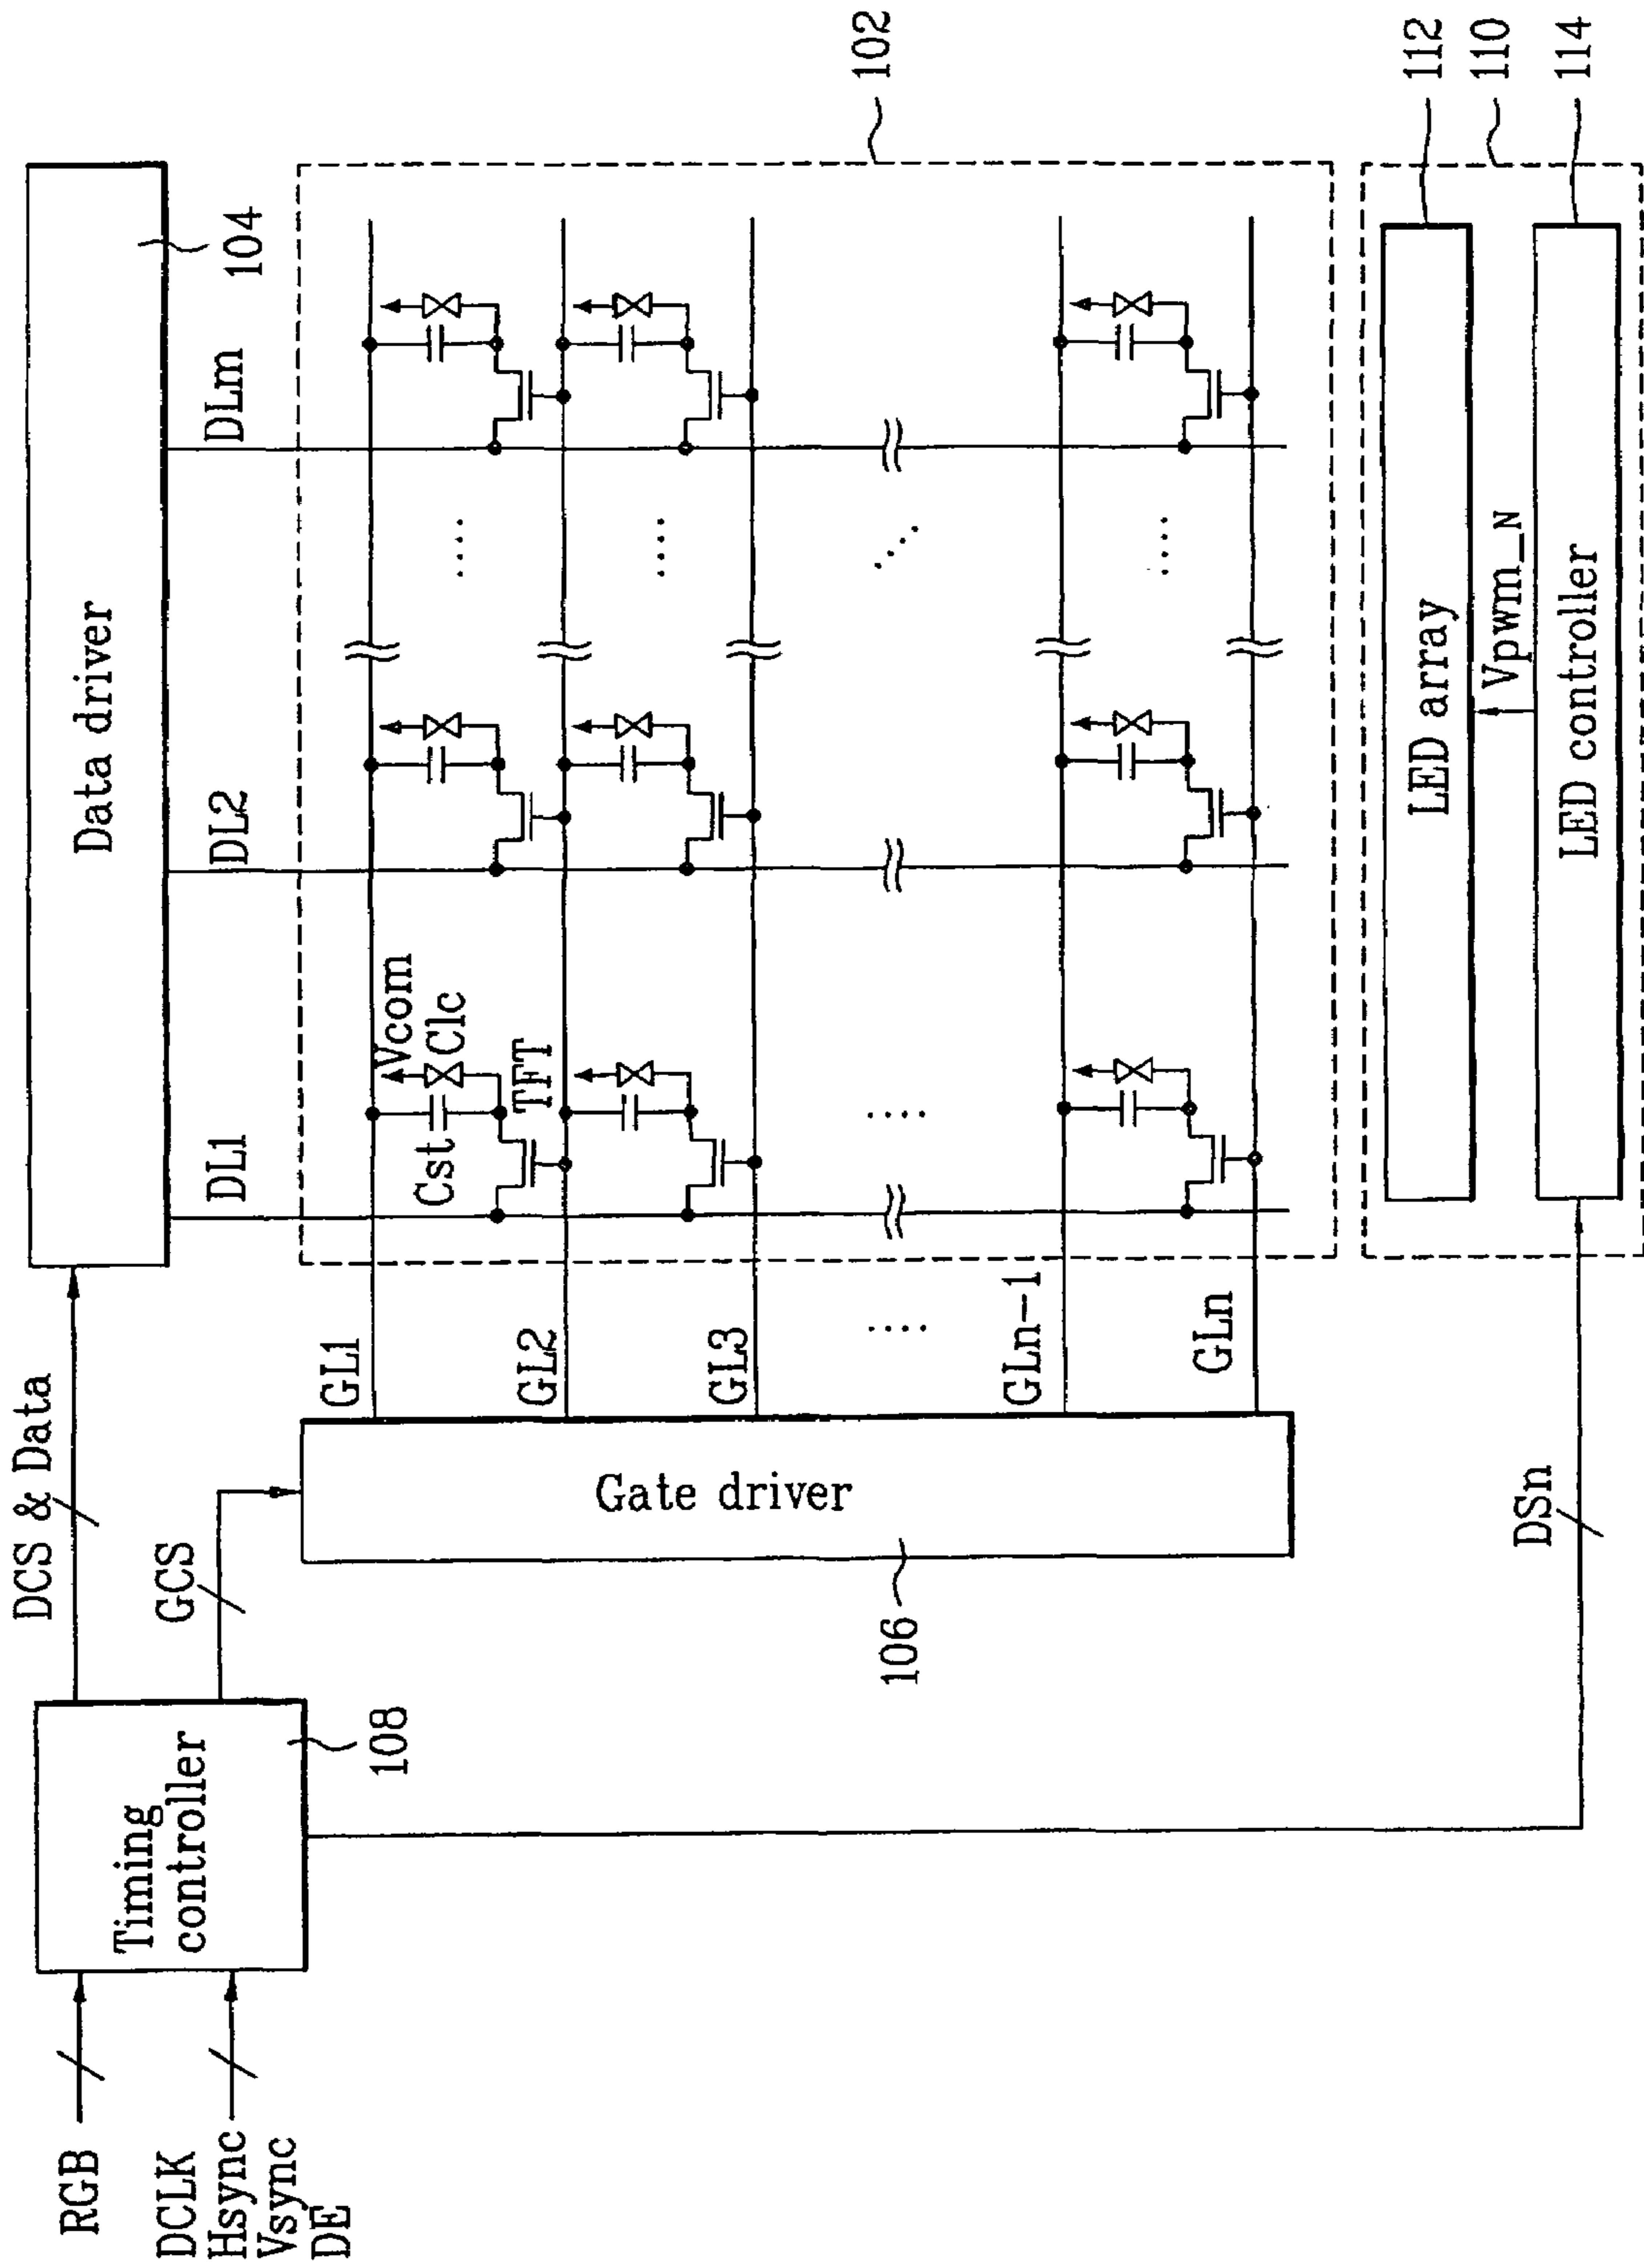 RGB
DCLK
Hsync
Vsync
DE
Timing
controller
108
DCS & Data
GCS
Data driver
104
DL1
DL2
DLm
Gate driver
106
GL1
GL2
GL3
GLn-1
GLn
Vcom
Clc
Cst
TFT
102
DSn
LED array
Vpwm_N
LED controller
112
110
114